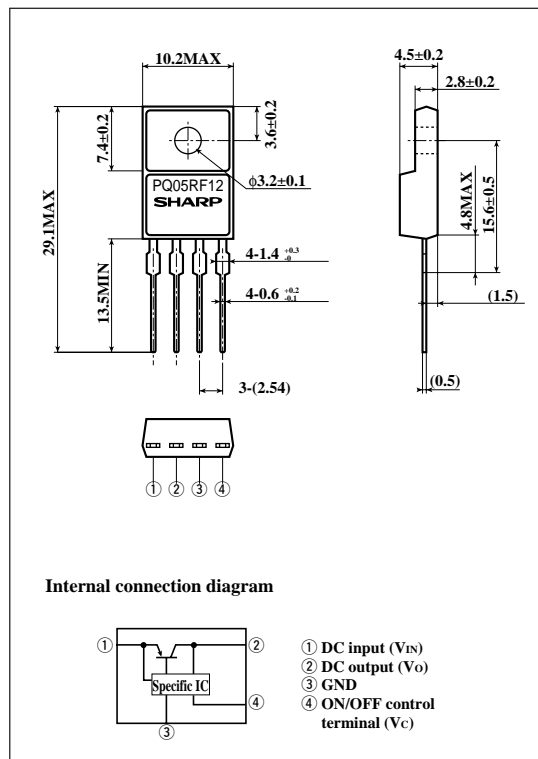 10.2MAX
4.5±0.2
2.8±0.2
7.4±0.2
3.6±0.2
29.1MAX
PQ05RF12
SHARP
ϕ3.2±0.1
4.8MAX
15.6±0.5
13.5MIN
4-1.4 +0.3 -0
4-0.6 +0.2 -0.1
(1.5)
3-(2.54)
(0.5)
① ② ③ ④
Internal connection diagram
① ②
Specific IC
④
③
① DC input (VIN)
② DC output (VO)
③ GND
④ ON/OFF control
terminal (VC)